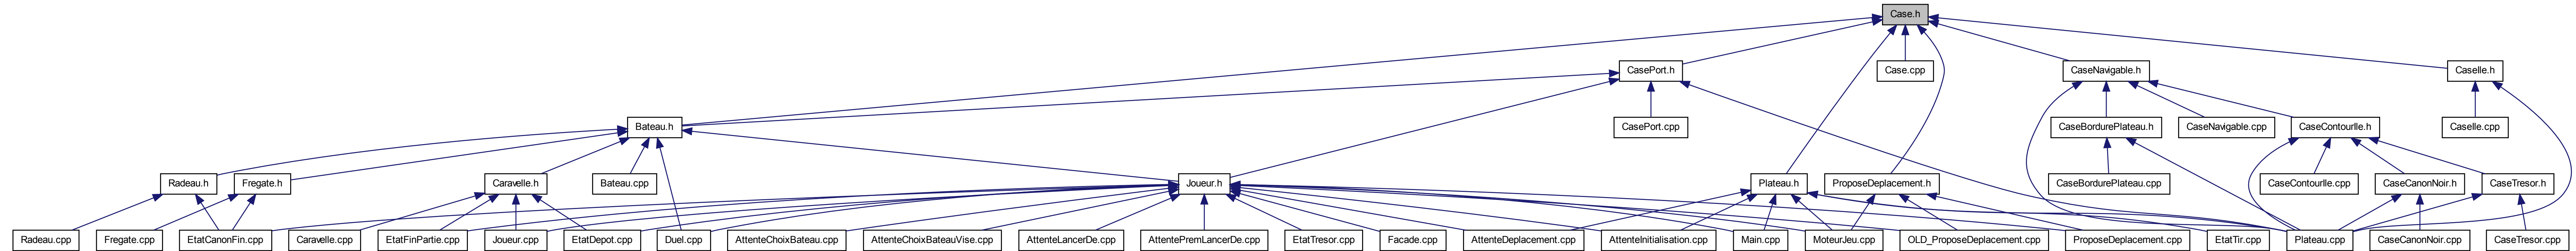 Case.h
CasePort.h
Case.cpp
CaseNavigable.h
CaseIle.h
Bateau.h
CasePort.cpp
CaseBordurePlateau.h
CaseNavigable.cpp
CaseContourIle.h
CaseIle.cpp
Radeau.h
Fregate.h
Caravelle.h
Bateau.cpp
Joueur.h
Plateau.h
ProposeDeplacement.h
CaseBordurePlateau.cpp
CaseContourIle.cpp
CaseCanonNoir.h
CaseTresor.h
Radeau.cpp
Fregate.cpp
EtatCanonFin.cpp
Caravelle.cpp
EtatFinPartie.cpp
Joueur.cpp
EtatDepot.cpp
Duel.cpp
AttenteChoixBateau.cpp
AttenteChoixBateauVise.cpp
AttenteLancerDe.cpp
AttentePremLancerDe.cpp
EtatTresor.cpp
Facade.cpp
AttenteDeplacement.cpp
AttenteInitialisation.cpp
Main.cpp
MoteurJeu.cpp
OLD_ProposeDeplacement.cpp
ProposeDeplacement.cpp
EtatTir.cpp
Plateau.cpp
CaseCanonNoir.cpp
CaseTresor.cpp